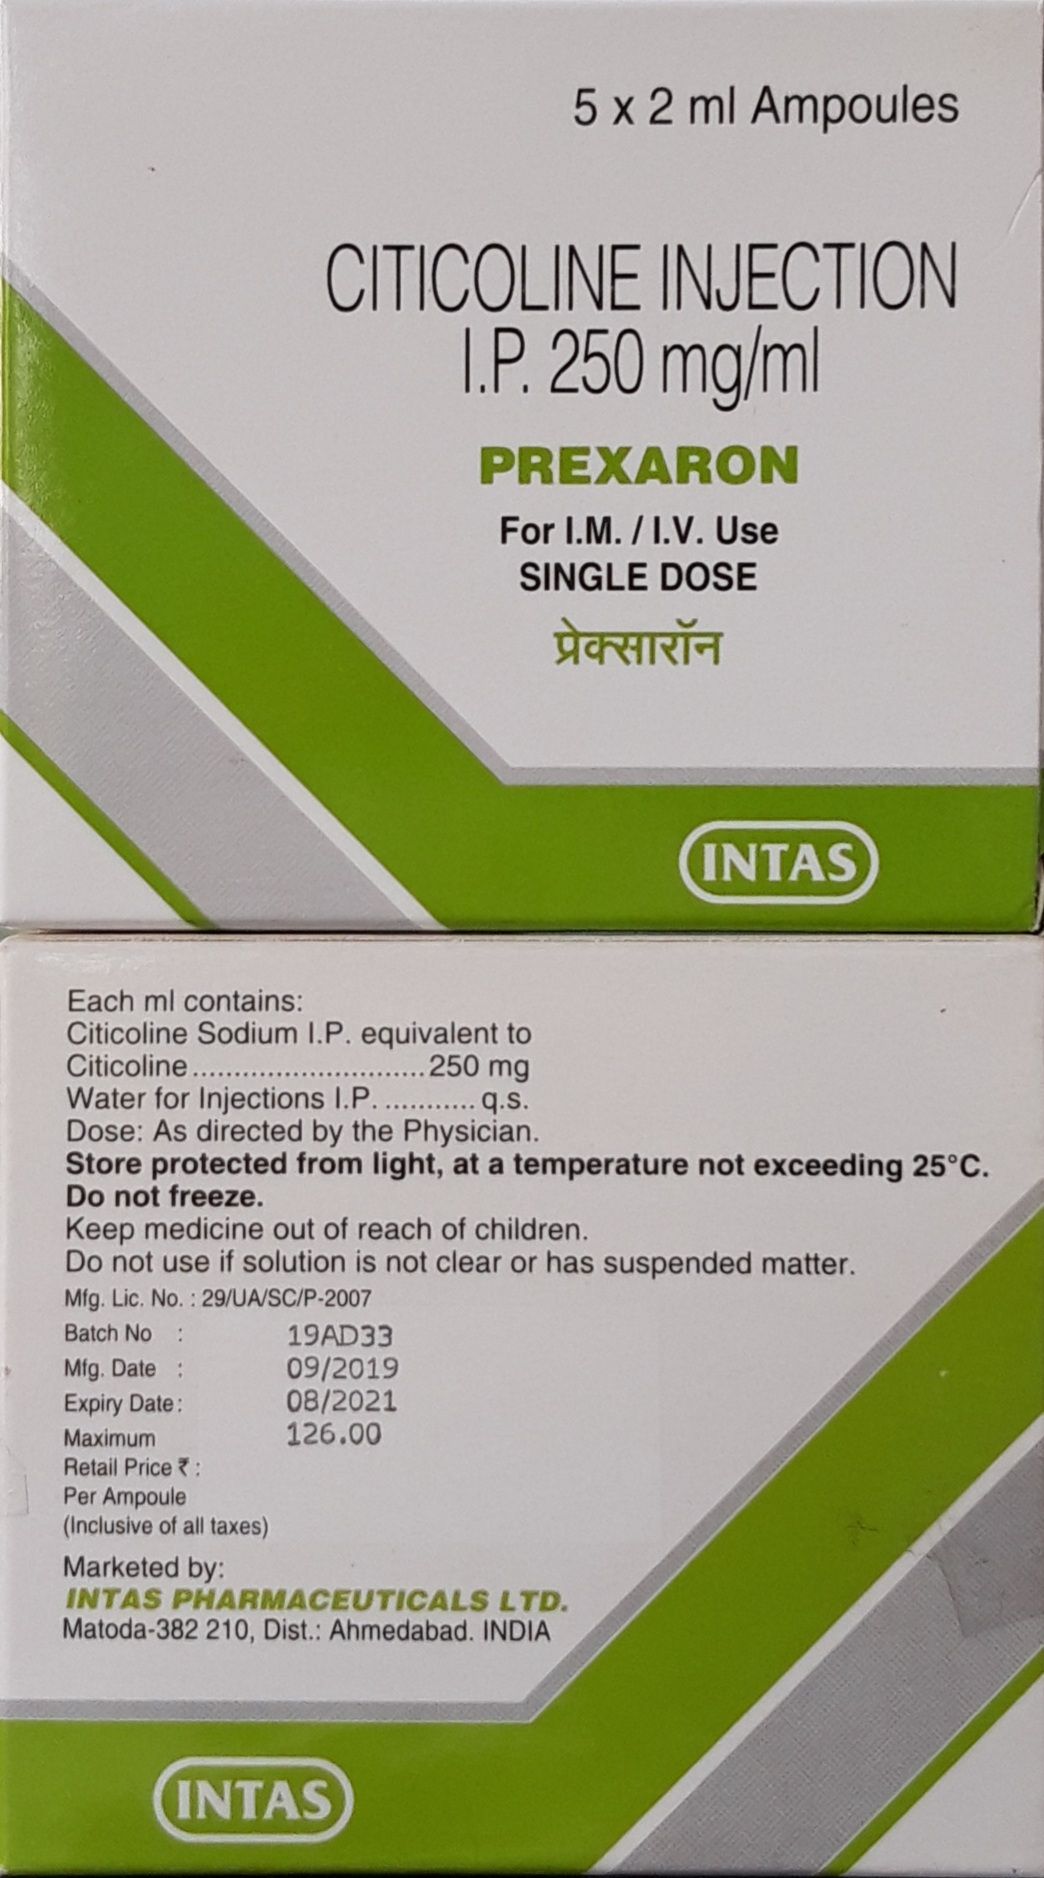 5 x 2 ml Ampoules
CITICOLINE INJECTION
I.P. 250 mg/ml
PREXARON
For I.M. / I.V. Use
SINGLE DOSE
प्रेक्सारॉन
INTAS
Each ml contains:
Citicoline Sodium I.P. equivalent to
Citicoline............................250 mg
Water for Injections I.P. ........... q.s.
Dose: As directed by the Physician.
Store protected from light, at a temperature not exceeding 25°C.
Do not freeze.
Keep medicine out of reach of children.
Do not use if solution is not clear or has suspended matter.
Mfg. Lic. No. : 29/UA/SC/P-2007
Batch No : 19AD33
Mfg. Date : 09/2019
Expiry Date: 08/2021
Maximum 126.00
Retail Price ₹ :
Per Ampoule
(Inclusive of all taxes)
Marketed by:
INTAS PHARMACEUTICALS LTD.
Matoda-382 210, Dist.: Ahmedabad. INDIA
INTAS